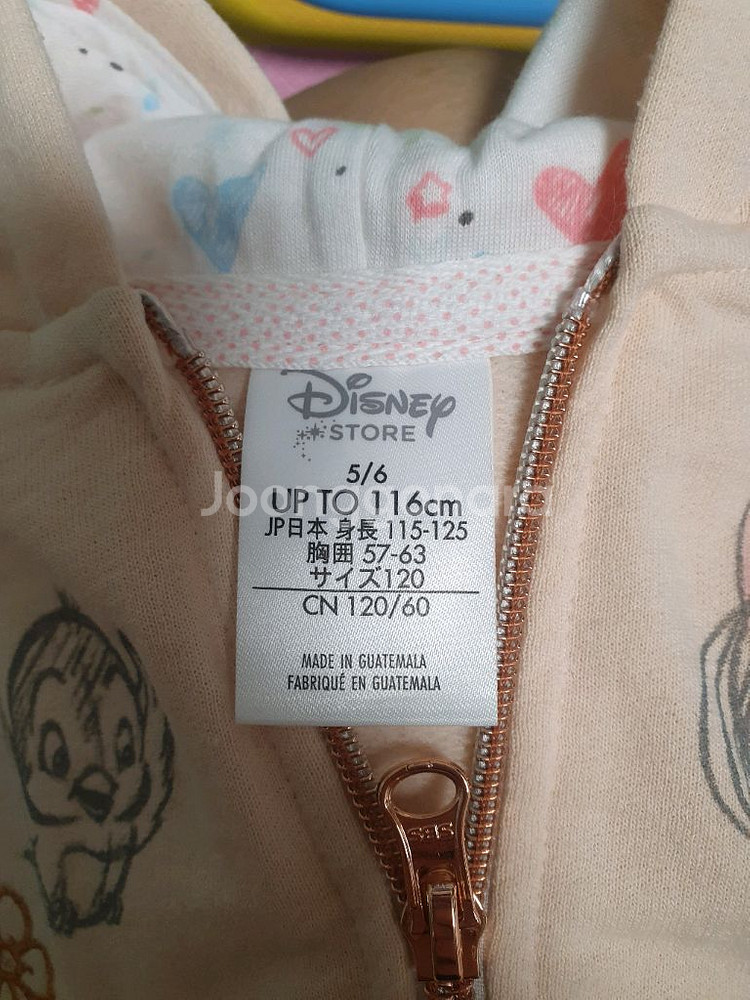 Disney
STORE
5/6
UP TO 116cm
JP日本 身長 115-125
胸囲 57-63
サイズ120
CN 120/60
MADE IN GUATEMALA
FABRIQUÉ EN GUATEMALA
SBS